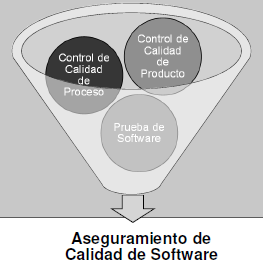 Control de
Calidad
de
Proceso
Control de
Calidad
de
Producto
Prueba de
Software
Aseguramiento de
Calidad de Software